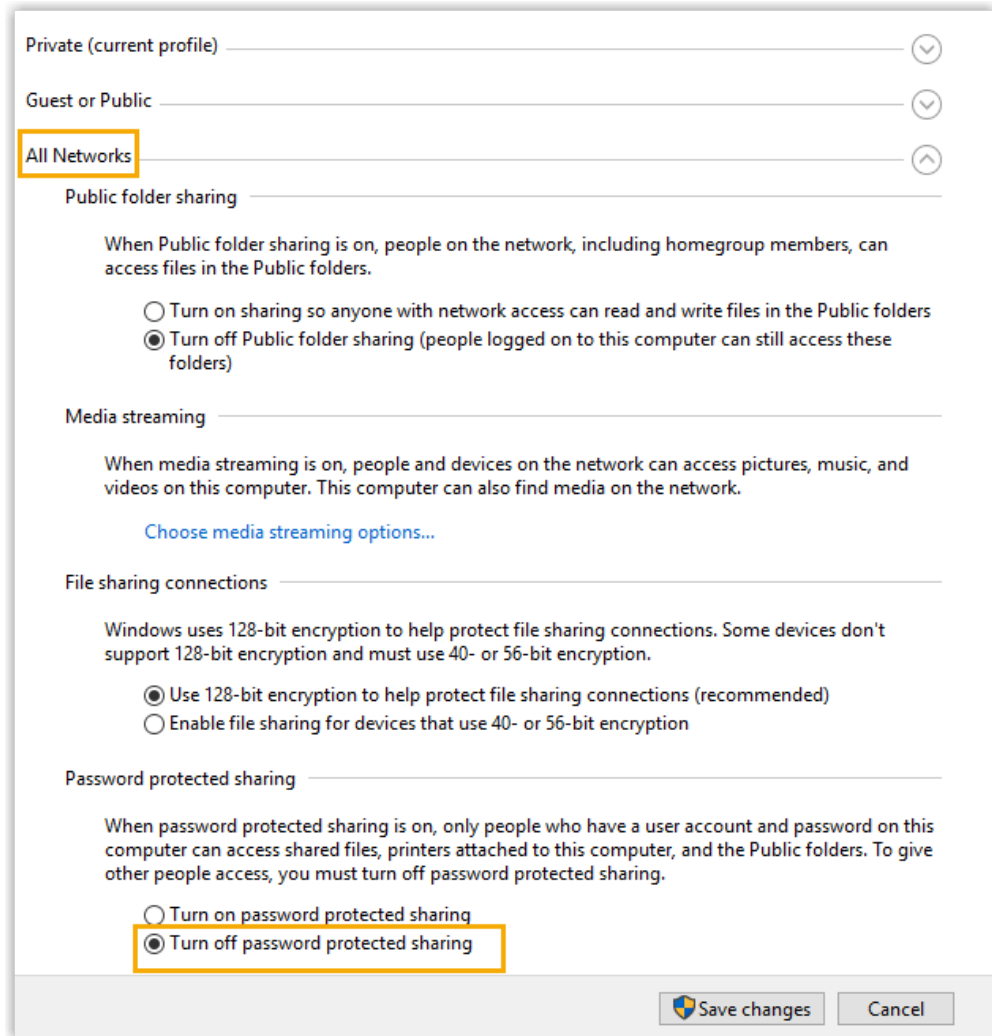 Private (current profile)
Guest or Public
All Networks
Public folder sharing
When Public folder sharing is on, people on the network, including homegroup members, can
access files in the Public folders.
Turn on sharing so anyone with network access can read and write files in the Public folders
Turn off Public folder sharing (people logged on to this computer can still access these
folders)
Media streaming
When media streaming is on, people and devices on the network can access pictures, music, and
videos on this computer. This computer can also find media on the network.
Choose media streaming options...
File sharing connections
Windows uses 128-bit encryption to help protect file sharing connections. Some devices don't
support 128-bit encryption and must use 40- or 56-bit encryption.
Use 128-bit encryption to help protect file sharing connections (recommended)
Enable file sharing for devices that use 40- or 56-bit encryption
Password protected sharing
When password protected sharing is on, only people who have a user account and password on this
computer can access shared files, printers attached to this computer, and the Public folders. To give
other people access, you must turn off password protected sharing.
Turn on password protected sharing
Turn off password protected sharing
Save changes Cancel